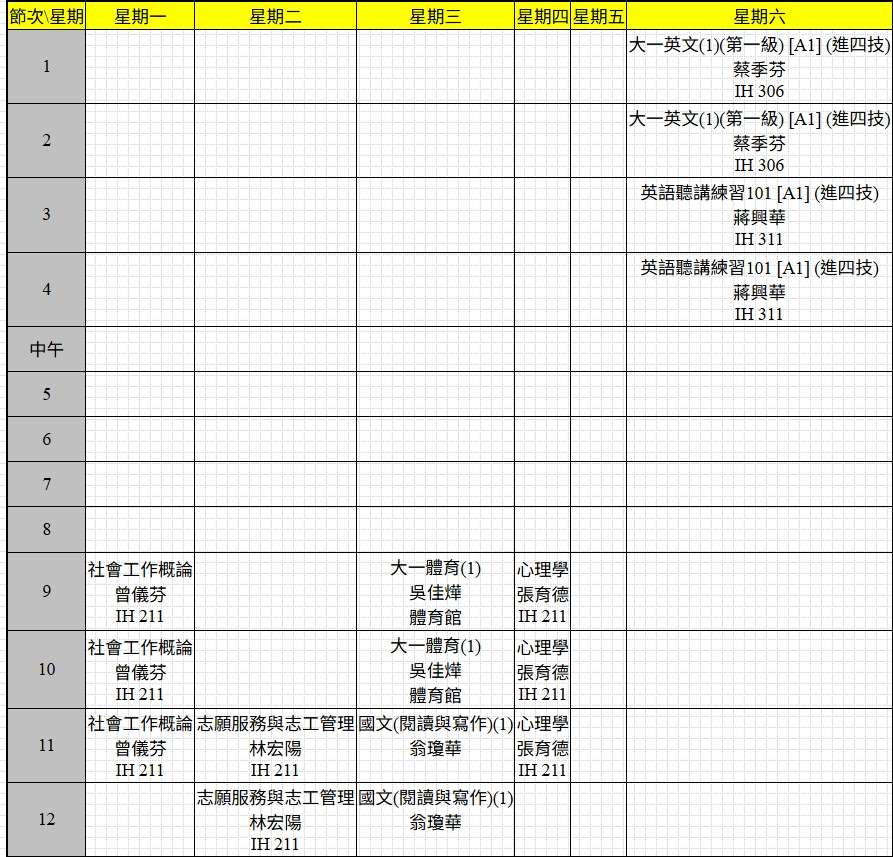 節次\星期 星期一 星期二 星期三 星期四 星期五 星期六
1
大一英文(1)(第一級) [A1] (進四技)
蔡季芬
IH 306
2
大一英文(1)(第一級) [A1] (進四技)
蔡季芬
IH 306
3
英語聽講練習101 [A1] (進四技)
蔣興華
IH 311
4
英語聽講練習101 [A1] (進四技)
蔣興華
IH 311
中午
5
6
7
8
9
社會工作概論
曾儀芬
IH 211
大一體育(1)
吳佳燁
體育館
心理學
張育德
IH 211
10
社會工作概論
曾儀芬
IH 211
大一體育(1)
吳佳燁
體育館
心理學
張育德
IH 211
11
社會工作概論
曾儀芬
IH 211
志願服務與志工管理
林宏陽
IH 211
國文(閱讀與寫作)(1)
翁瓊華
心理學
張育德
IH 211
12
志願服務與志工管理
林宏陽
IH 211
國文(閱讀與寫作)(1)
翁瓊華